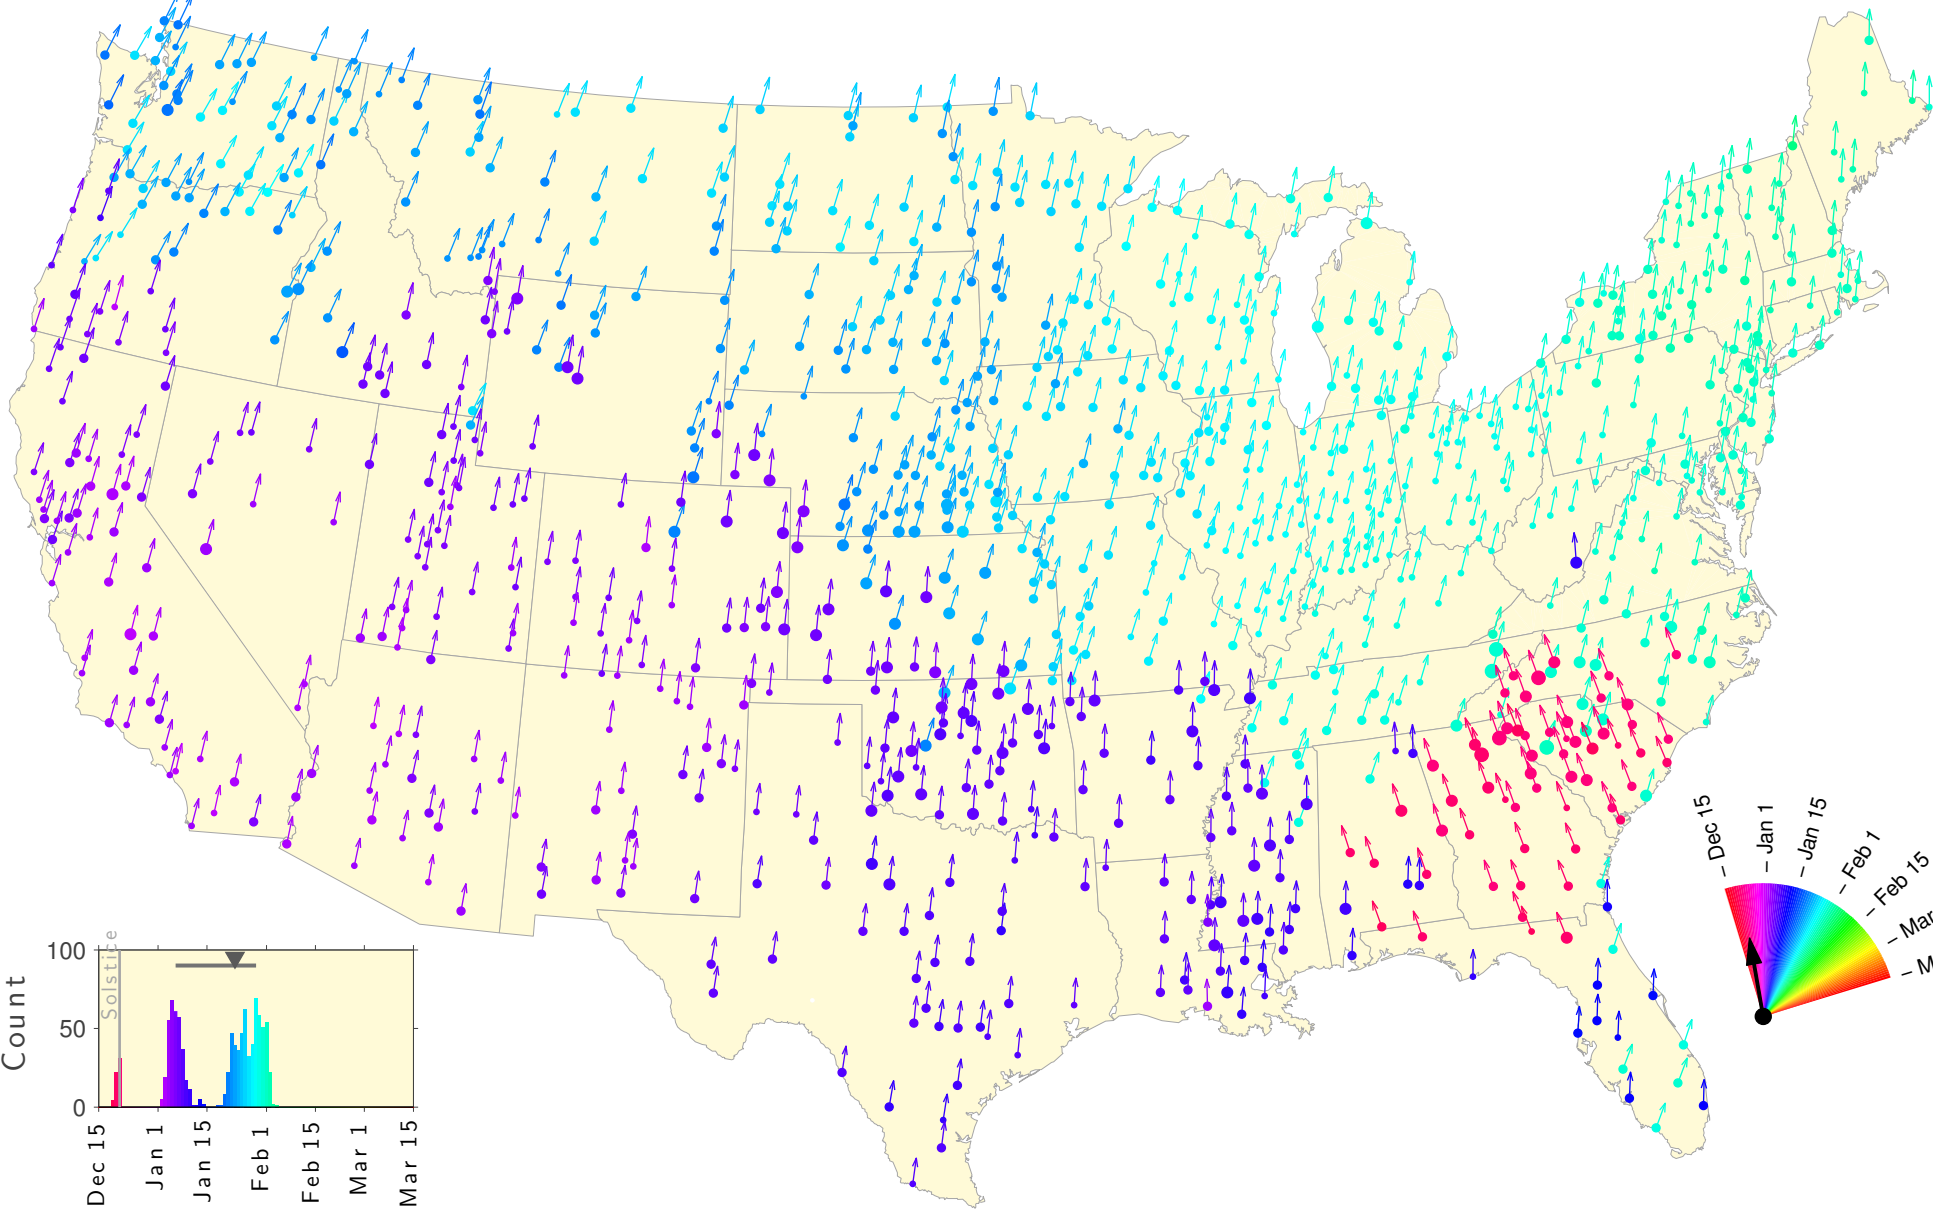 Dec 15
– Jan 1
– Jan 15
– Feb 1
– Feb 15
– Mar
– M
100
50
0
Count
Solstice
Dec 15
Jan 1
Jan 15
Feb 1
Feb 15
Mar 1
Mar 15